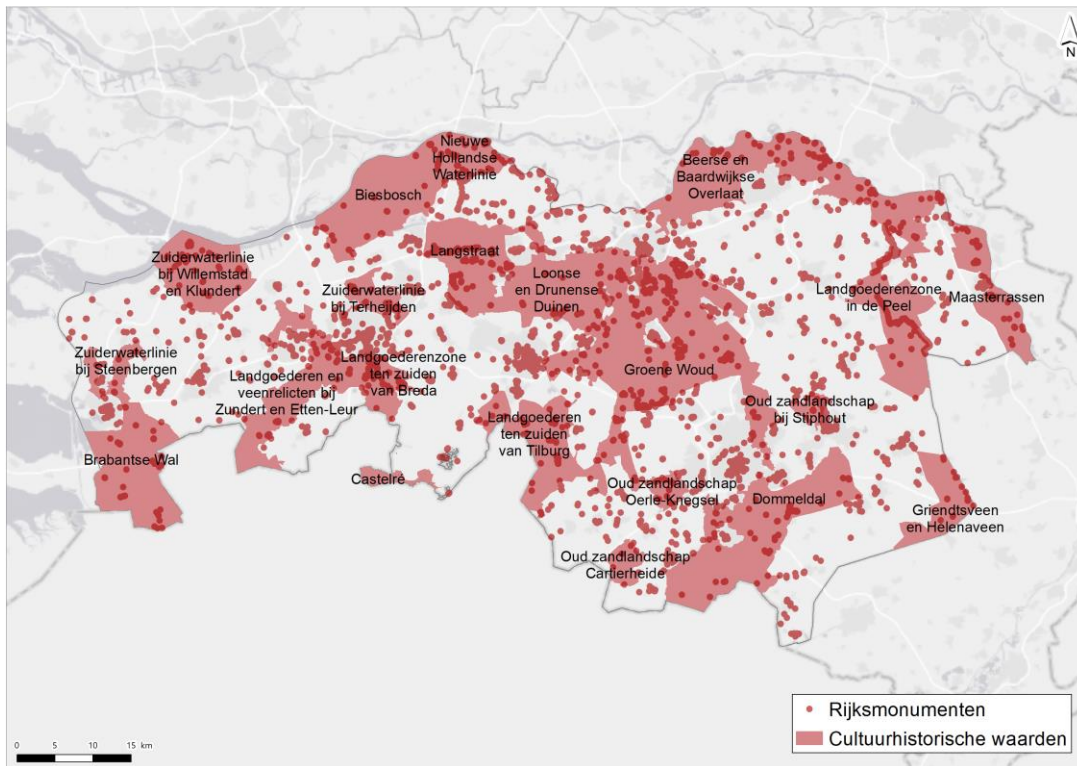 N
Nieuwe
Hollandse
Waterlinie
Beerse en
Baardwijkse
Overlaat
Biesbosch
Langstraat
Zuiderwaterlinie
bij Willemstad
en Klundert
Loonse
en Drunense
Duinen
Zuiderwaterlinie
bij Terheijden
Landgoederenzone
in de Peel
Maasterrassen
Zuiderwaterlinie
bij Steenbergen
Landgoederenzone
ten zuiden
van Breda
Landgoederen en
veenrelicten bij
Zundert en Etten-Leur
Groene Woud
Oud zandlandschap
bij Stiphout
Landgoederen
ten zuiden
van Tilburg
Brabantse Wal
Castelré
Oud zandlandschap
Oerle-Knegsel
Dommeldal
Griendtsveen
en Helenaveen
Oud zandlandschap
Cartierheide
Rijksmonumenten
Cultuurhistorische waarden
0 5 10 15 km